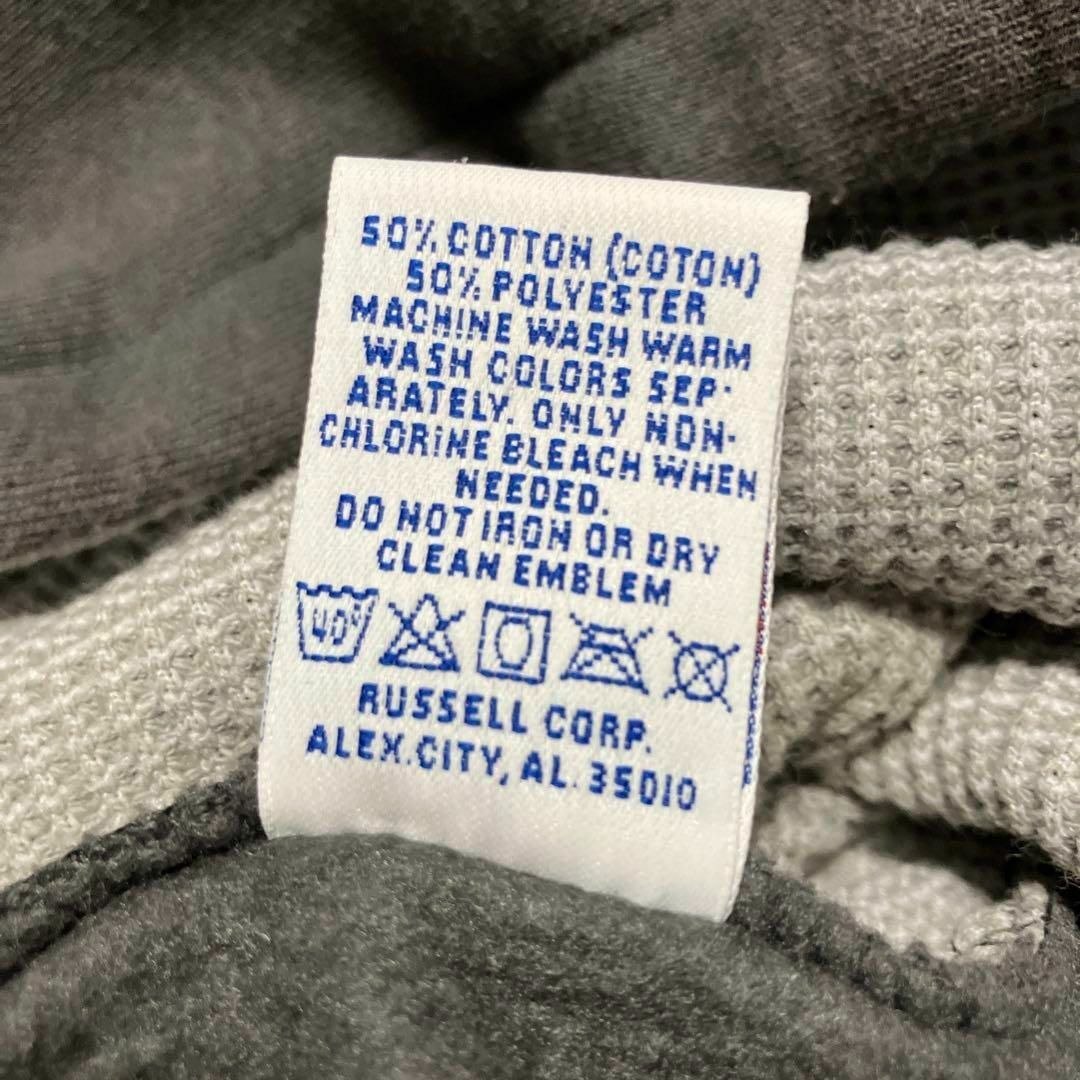 50% COTTON (COTON)
50% POLYESTER
MACHINE WASH WARM
WASH COLORS SEP-
ARATELY. ONLY NON-
CHLORINE BLEACH WHEN
NEEDED.
DO NOT IRON OR DRY
CLEAN EMBLEM
40°
RUSSELL CORP.
ALEX.CITY, AL. 35010